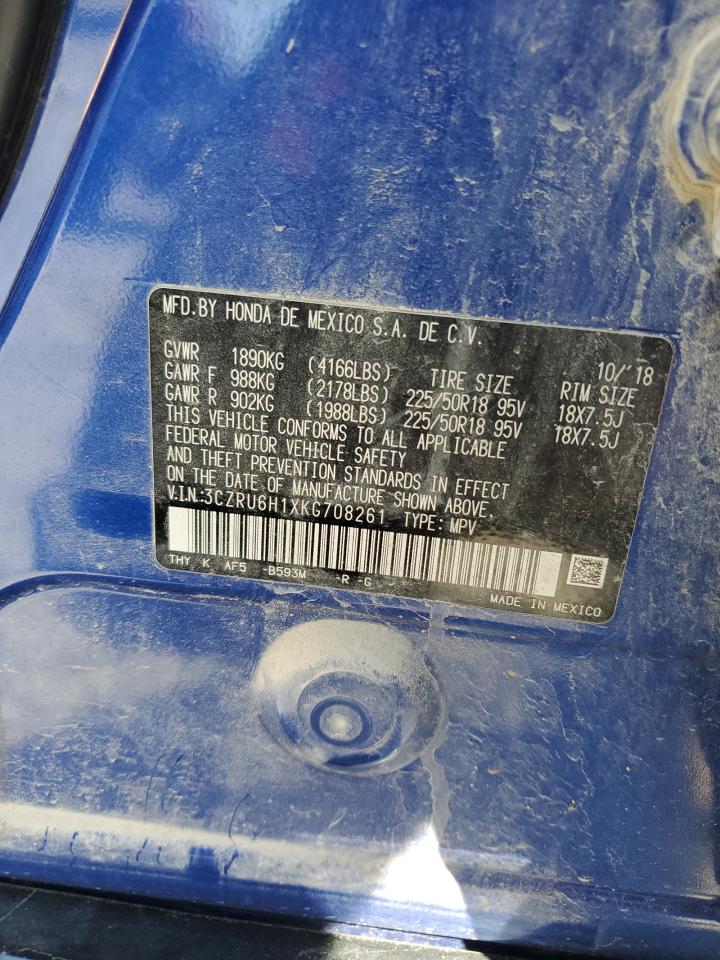 MFD. BY HONDA DE MEXICO S.A. DE C.V.
10/'18
GVWR 1890KG (4166LBS) TIRE SIZE RIM SIZE
GAWR F 988KG (2178LBS) 225/50R18 95V 18X7.5J
GAWR R 902KG (1988LBS) 225/50R18 95V 18X7.5J
THIS VEHICLE CONFORMS TO ALL APPLICABLE
FEDERAL MOTOR VEHICLE SAFETY
AND THEFT PREVENTION STANDARDS IN EFFECT
ON THE DATE OF MANUFACTURE SHOWN ABOVE.
V.I.N.:3CZRU6H1XKG708261 TYPE: MPV
THY K AF5 -B593M -R -G
MADE IN MEXICO